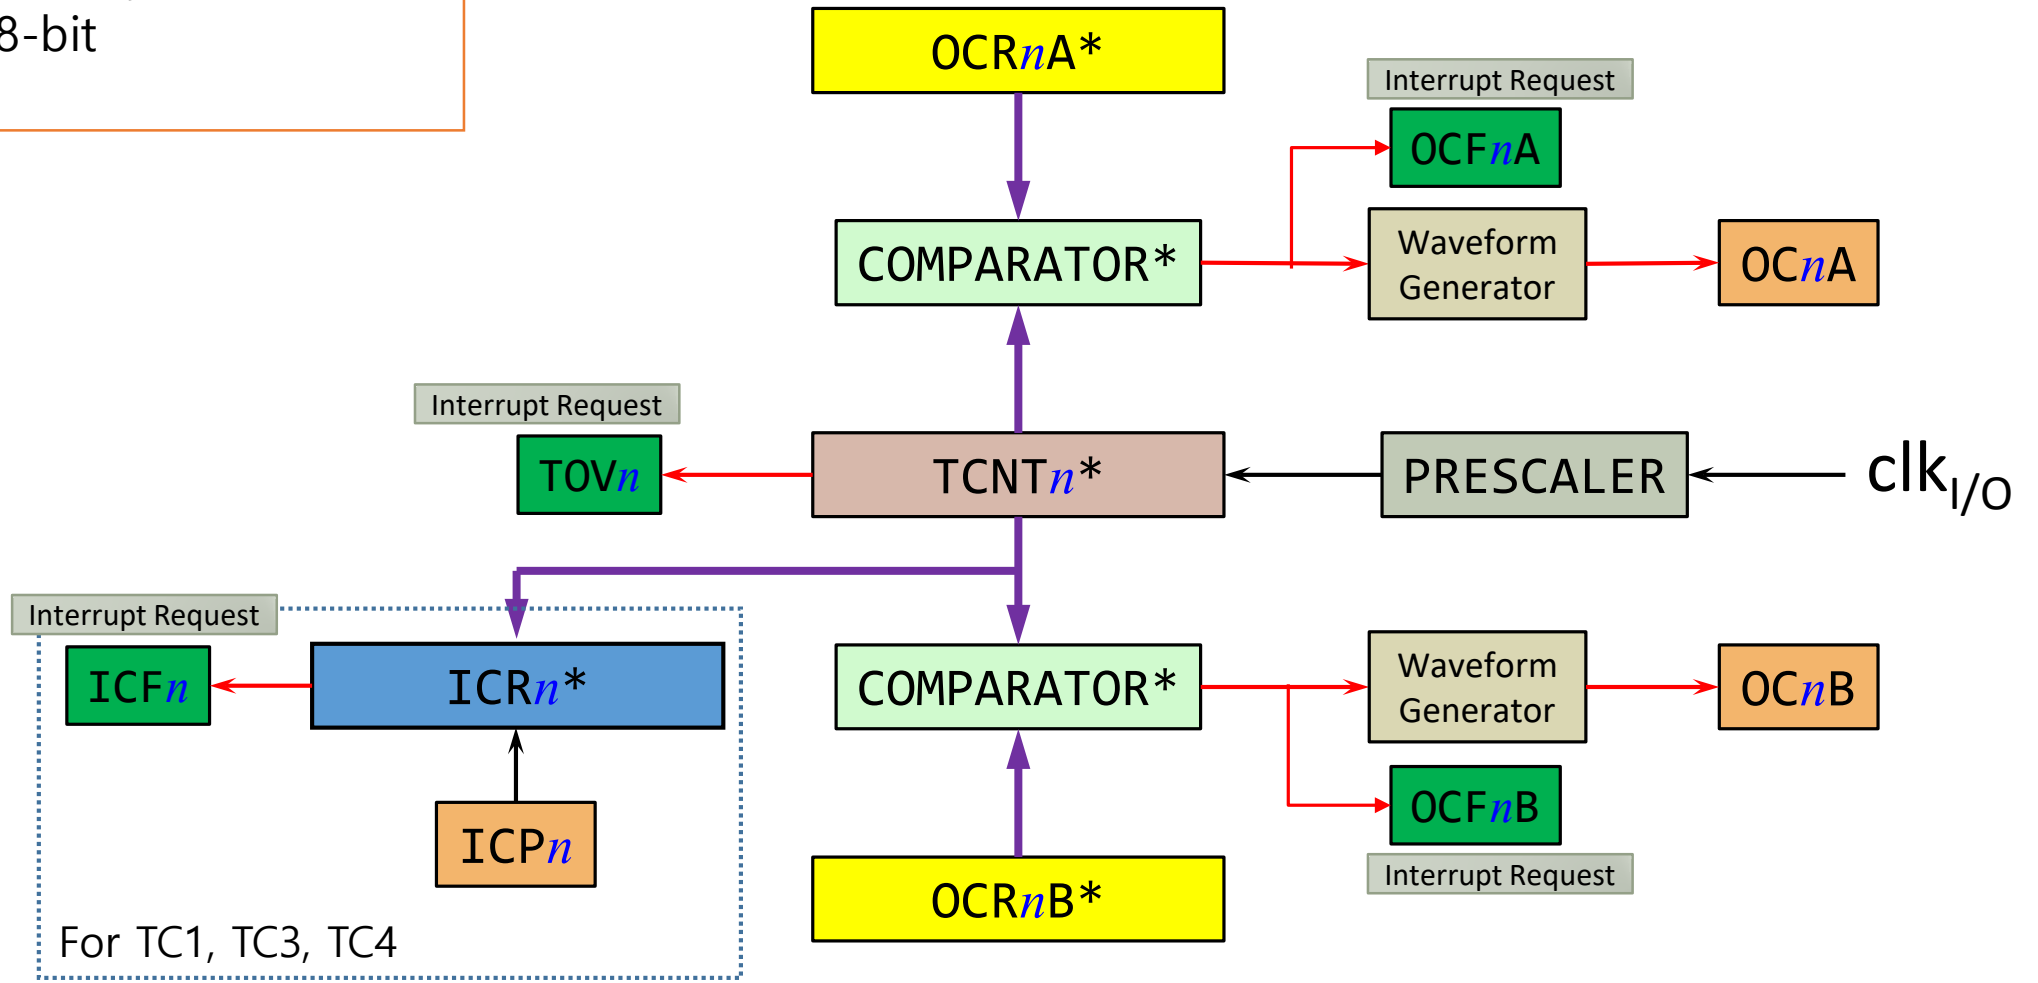 8-bit
OCRnA*
Interrupt Request
OCFnA
COMPARATOR*
Waveform
Generator
OCnA
Interrupt Request
TOVn
TCNTn*
PRESCALER
clkI/O
Interrupt Request
ICFn
ICRn*
COMPARATOR*
Waveform
Generator
OCnB
ICPn
OCFnB
Interrupt Request
OCRnB*
For TC1, TC3, TC4